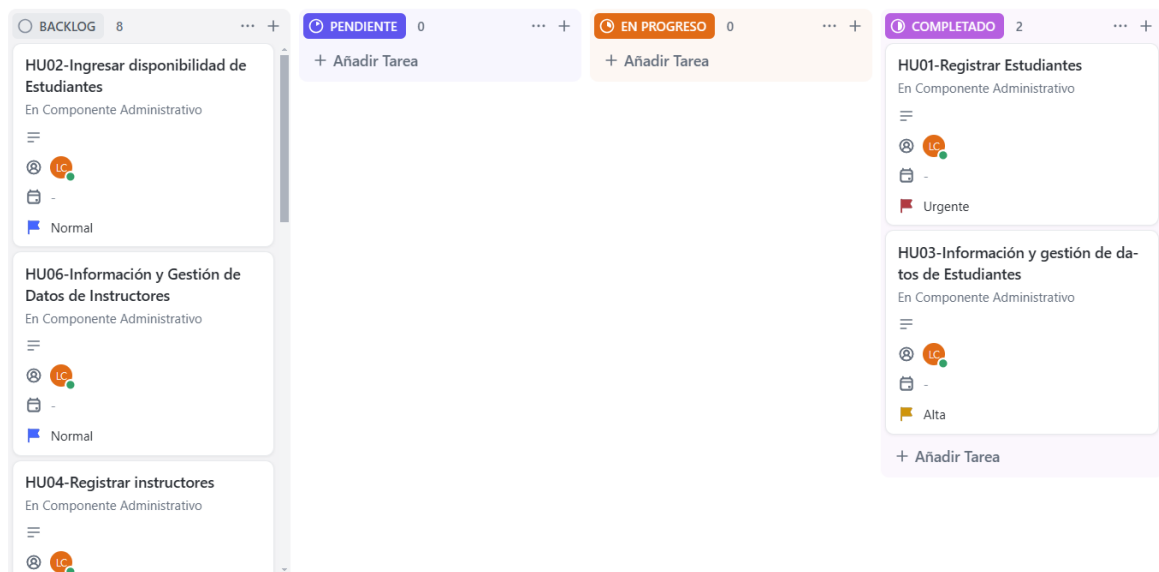 BACKLOG 8
HU02-Ingresar disponibilidad de
Estudiantes
En Componente Administrativo
LC
-
Normal
HU06-Información y Gestión de
Datos de Instructores
En Componente Administrativo
LC
-
Normal
HU04-Registrar instructores
En Componente Administrativo
LC
PENDIENTE 0
+ Añadir Tarea
EN PROGRESO 0
+ Añadir Tarea
COMPLETADO 2
HU01-Registrar Estudiantes
En Componente Administrativo
LC
-
Urgente
HU03-Información y gestión de da-
tos de Estudiantes
En Componente Administrativo
LC
-
Alta
+ Añadir Tarea